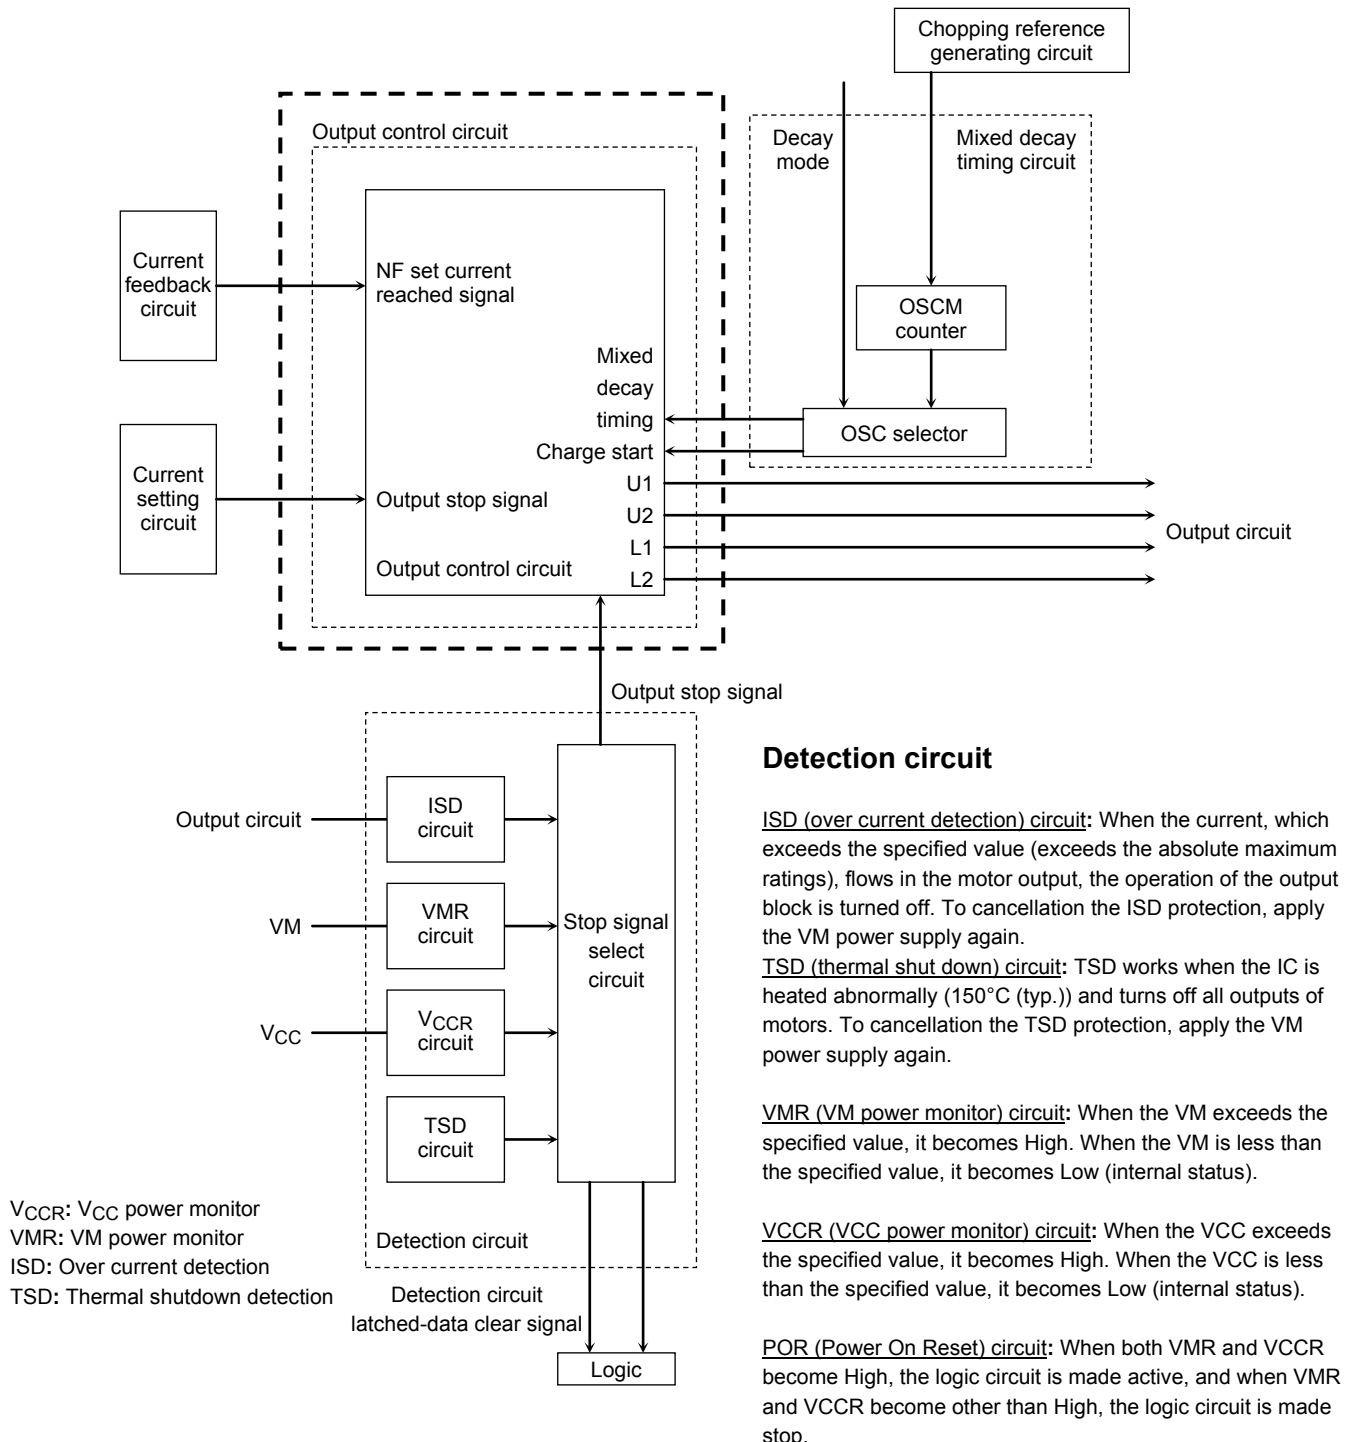 Chopping reference
generating circuit
Output control circuit
Decay
mode
Mixed decay
timing circuit
Current
feedback
circuit
NF set current
reached signal
OSCM
counter
Mixed
decay
timing
OSC selector
Charge start
Current
setting
circuit
Output stop signal
U1
U2
L1
L2
Output circuit
Output control circuit
Output stop signal
Detection circuit
Output circuit
ISD
circuit
VM
VMR
circuit
Stop signal
select
circuit
VCC
VCCR
circuit
TSD
circuit
Detection circuit
VCCR: VCC power monitor
VMR: VM power monitor
ISD: Over current detection
TSD: Thermal shutdown detection
Detection circuit
latched-data clear signal
Logic
ISD (over current detection) circuit: When the current, which
exceeds the specified value (exceeds the absolute maximum
ratings), flows in the motor output, the operation of the output
block is turned off. To cancellation the ISD protection, apply
the VM power supply again.
TSD (thermal shut down) circuit: TSD works when the IC is
heated abnormally (150°C (typ.)) and turns off all outputs of
motors. To cancellation the TSD protection, apply the VM
power supply again.
VMR (VM power monitor) circuit: When the VM exceeds the
specified value, it becomes High. When the VM is less than
the specified value, it becomes Low (internal status).
VCCR (VCC power monitor) circuit: When the VCC exceeds
the specified value, it becomes High. When the VCC is less
than the specified value, it becomes Low (internal status).
POR (Power On Reset) circuit: When both VMR and VCCR
become High, the logic circuit is made active, and when VMR
and VCCR become other than High, the logic circuit is made
stop.